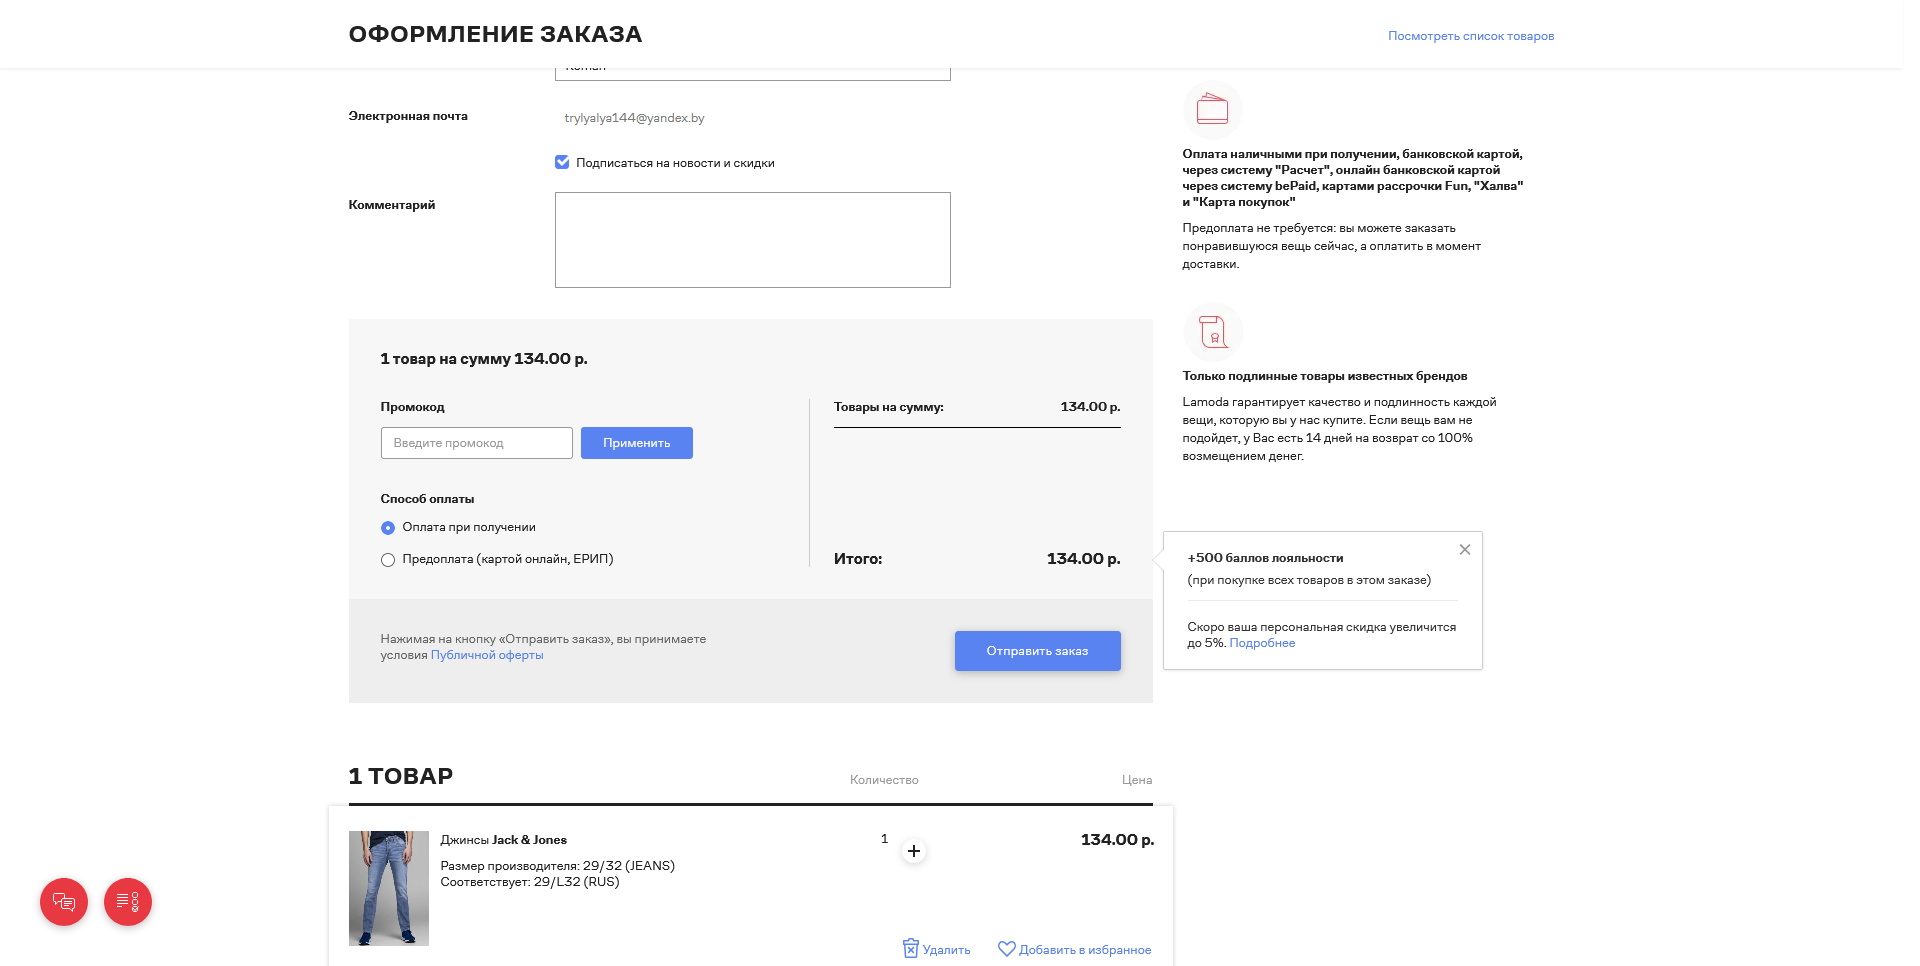 ОФОРМЛЕНИЕ ЗАКАЗА
Посмотреть список товаров
Электронная почта
trylyalya144@yandex.by
Подписаться на новости и скидки
Комментарий
1 товар на сумму 134.00 р.
Промокод
Введите промокод
Применить
Способ оплаты
Оплата при получении
Предоплата (картой онлайн, ЕРИП)
Товары на сумму: 134.00 р.
Итого: 134.00 р.
Нажимая на кнопку «Отправить заказ», вы принимаете
условия Публичной оферты
Отправить заказ
Оплата наличными при получении, банковской картой,
через систему "Расчет", онлайн банковской картой
через систему bePaid, картами рассрочки Fun, "Халва"
и "Карта покупок"
Предоплата не требуется: вы можете заказать
понравившуюся вещь сейчас, а оплатить в момент
доставки.
Только подлинные товары известных брендов
Lamoda гарантирует качество и подлинность каждой
вещи, которую вы у нас купите. Если вещь вам не
подойдет, у Вас есть 14 дней на возврат со 100%
возмещением денег.
+500 баллов лояльности
(при покупке всех товаров в этом заказе)
Скоро ваша персональная скидка увеличится
до 5%. Подробнее
1 ТОВАР
Количество
Цена
Джинсы Jack & Jones
1
134.00 р.
Размер производителя: 29/32 (JEANS)
Соответствует: 29/L32 (RUS)
Удалить
Добавить в избранное